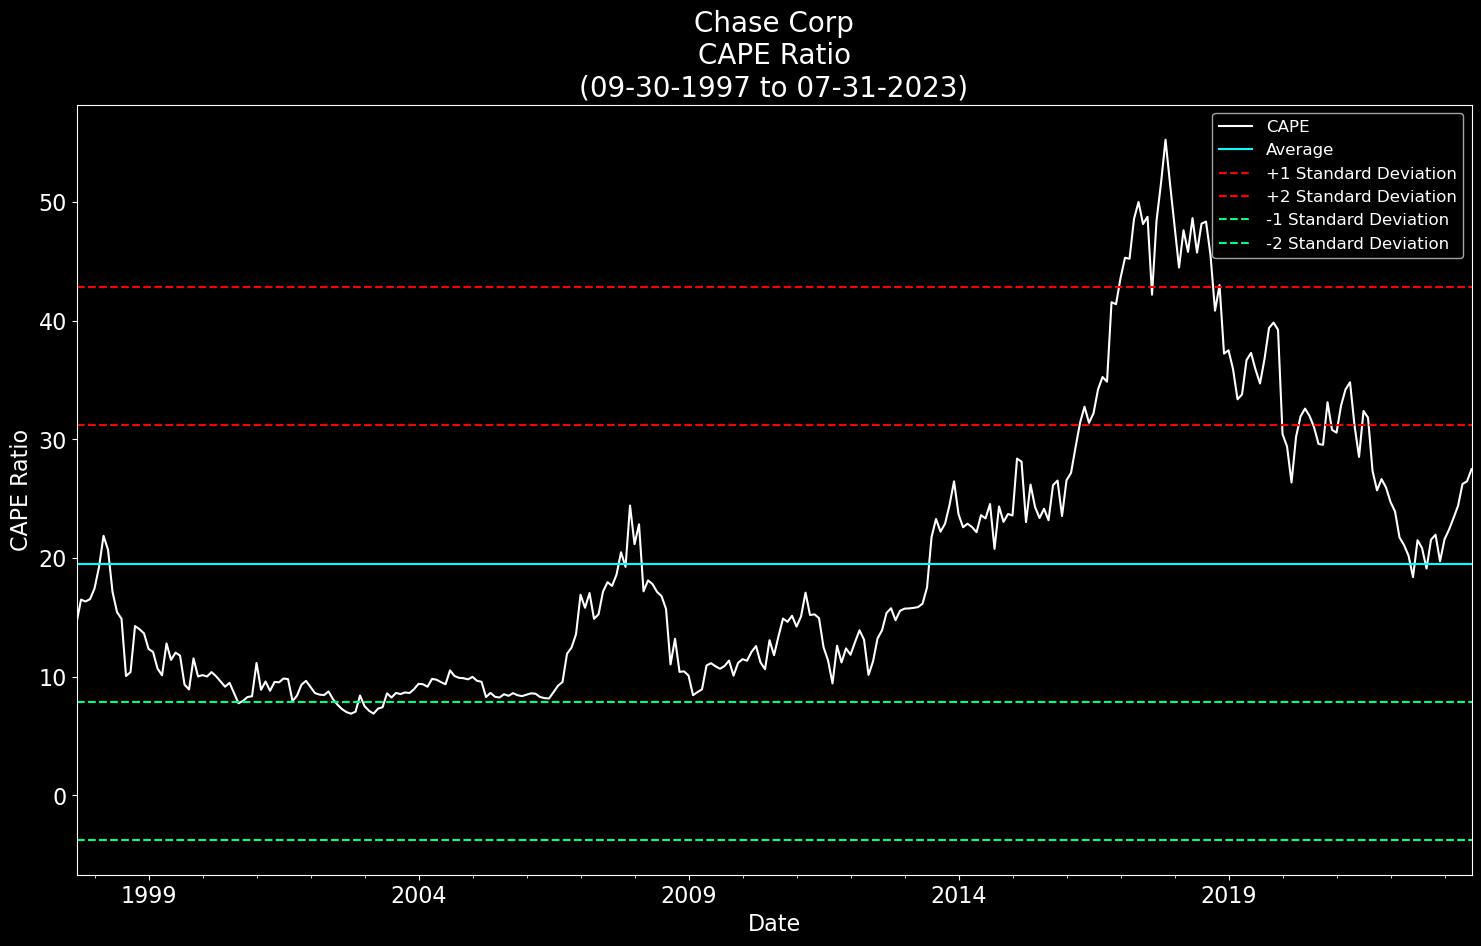 Chase Corp
CAPE Ratio
(09-30-1997 to 07-31-2023)
CAPE
Average
+1 Standard Deviation
+2 Standard Deviation
-1 Standard Deviation
-2 Standard Deviation
CAPE Ratio
50
40
30
20
10
0
1999
2004
2009
2014
2019
Date